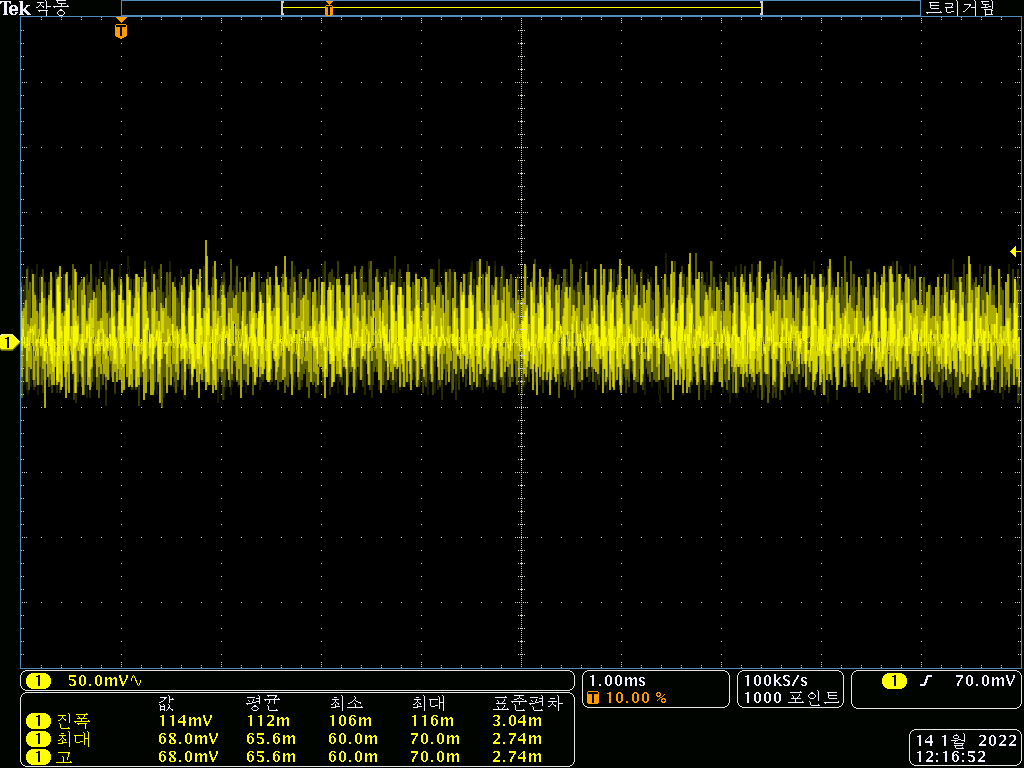 Tek 작동 트리거됨
T
T
1
1 50.0mV∿ 1.00ms 100kS/s 1 ʃ 70.0mV
T 10.00 % 1000 포인트
값 평균 최소 최대 표준편차
1 진폭 114mV 112m 106m 116m 3.04m
1 최대 68.0mV 65.6m 60.0m 70.0m 2.74m
1 고 68.0mV 65.6m 60.0m 70.0m 2.74m
14 1월 2022
12:16:52